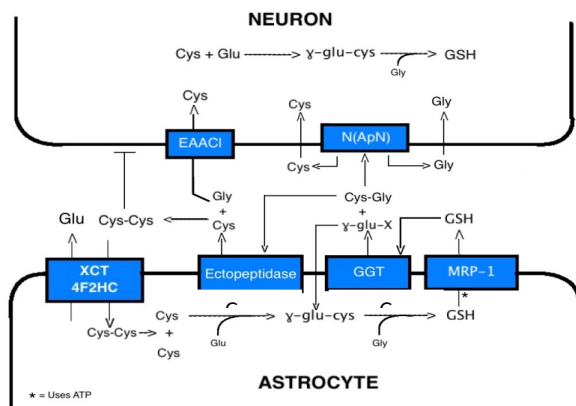 NEURON
Cys + Glu
ɣ-glu-cys
GSH
Gly
Cys
Cys
Gly
EAACI
N(ApN)
Cys
Gly
Gly
+
Cys
Cys-Gly
+
ɣ-glu-X
Glu
Cys-Cys
GSH
XCT
4F2HC
Ectopeptidase
GGT
MRP-1
Cys-Cys
Cys
+
Cys
Glu
ɣ-glu-cys
Gly
GSH
*
ASTROCYTE
* = Uses ATP